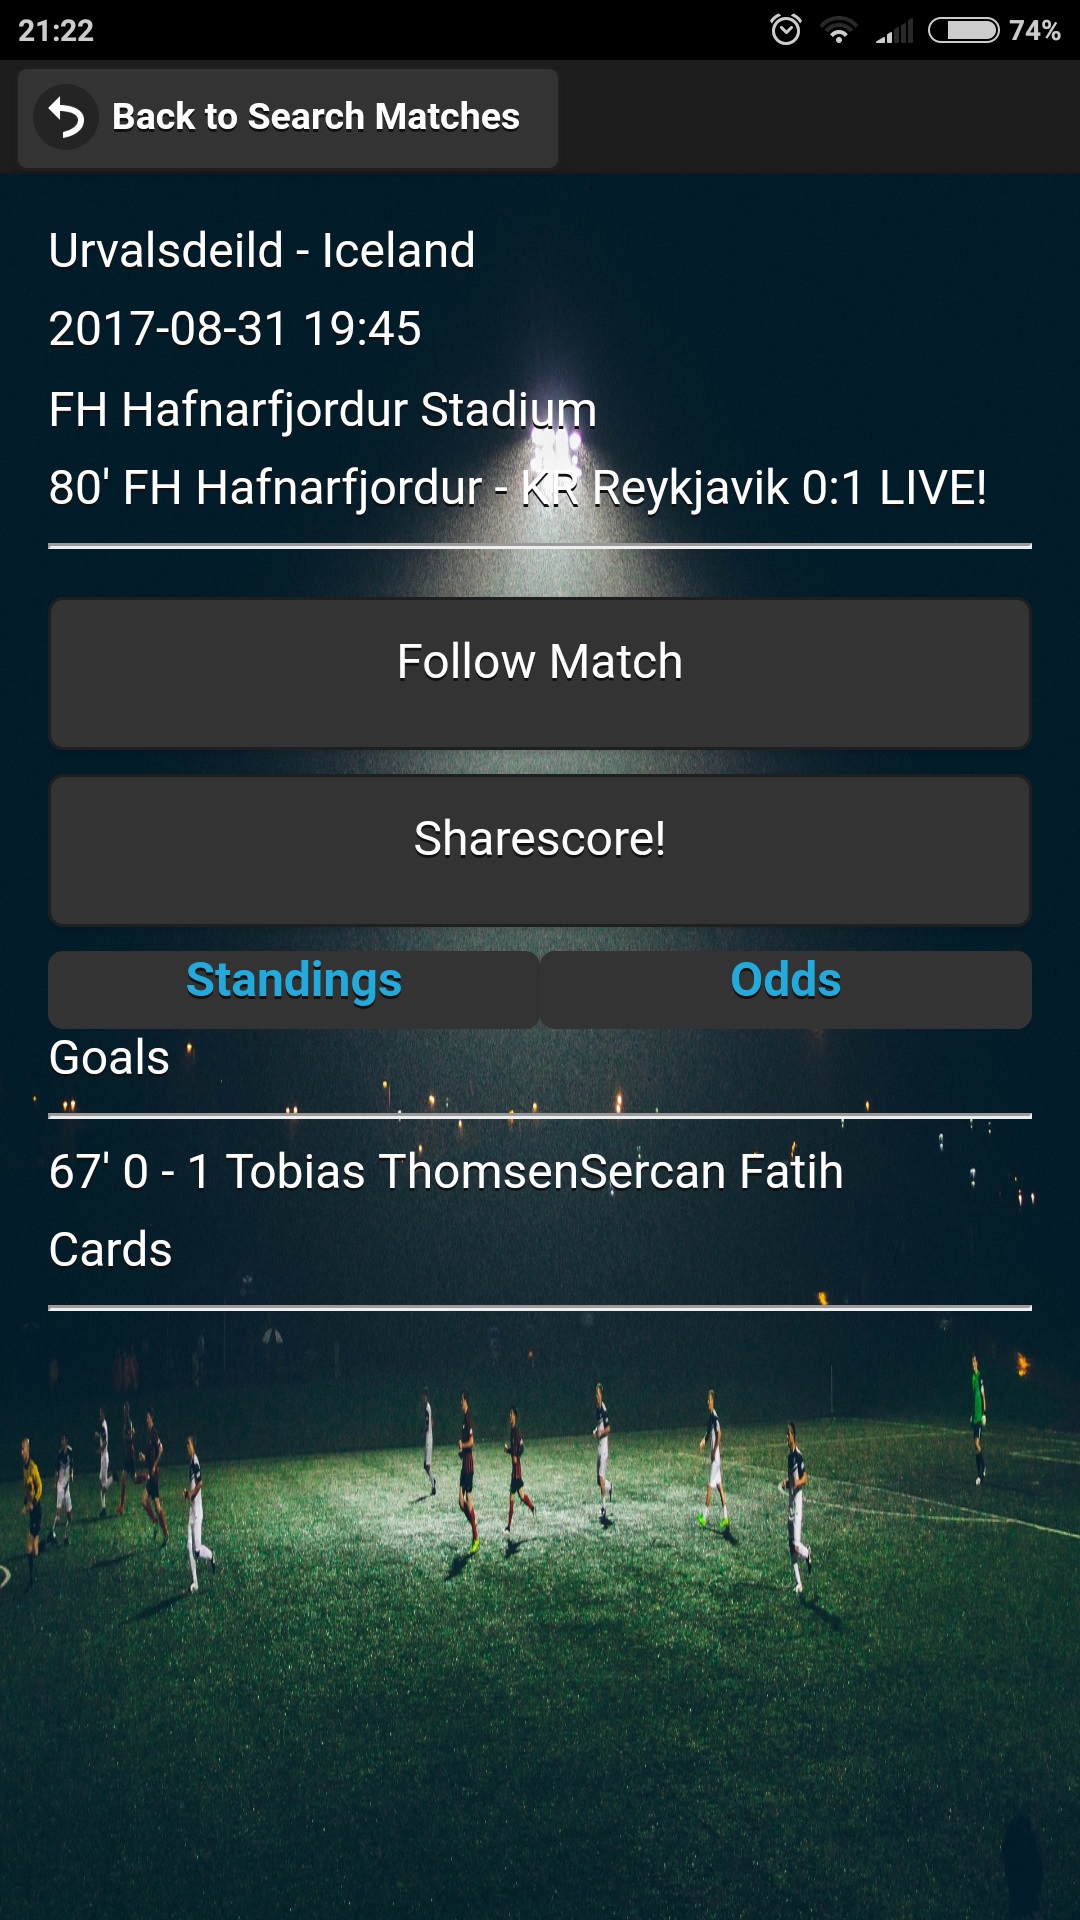 21:22 74%
Back to Search Matches
Urvalsdeild - Iceland
2017-08-31 19:45
FH Hafnarfjordur Stadium
80' FH Hafnarfjordur - KR Reykjavik 0:1 LIVE!
Follow Match
Sharescore!
Standings Odds
Goals
67' 0 - 1 Tobias ThomsenSercan Fatih
Cards